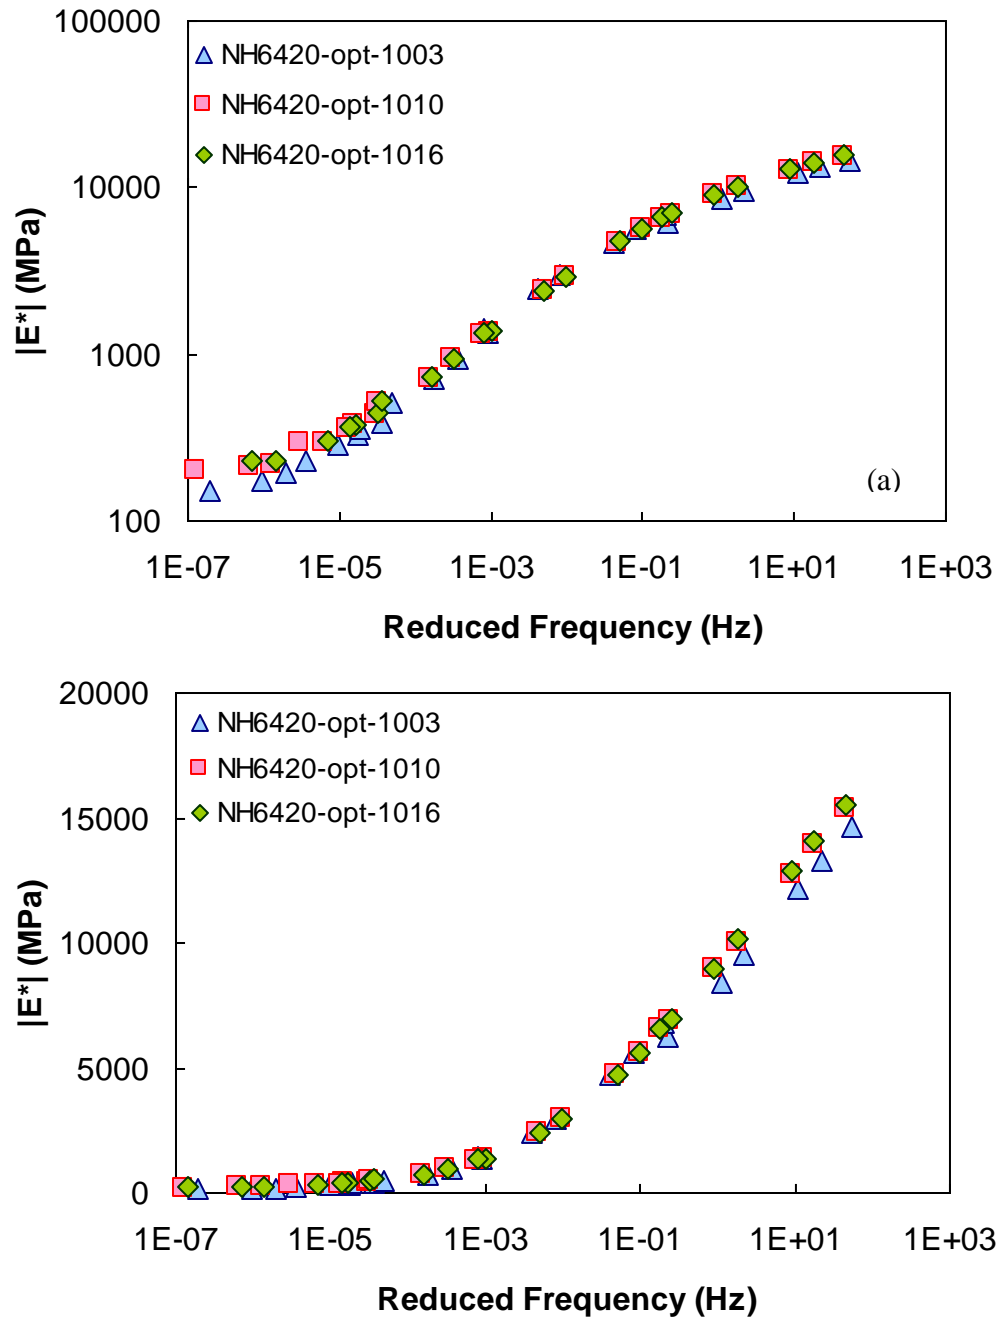 100000
NH6420-opt-1003
NH6420-opt-1010
NH6420-opt-1016
10000
|E*| (MPa)
1000
(a)
100
1E-07 1E-05 1E-03 1E-01 1E+01 1E+03
Reduced Frequency (Hz)
20000
NH6420-opt-1003
NH6420-opt-1010
NH6420-opt-1016
15000
|E*| (MPa)
10000
5000
0
1E-07 1E-05 1E-03 1E-01 1E+01 1E+03
Reduced Frequency (Hz)